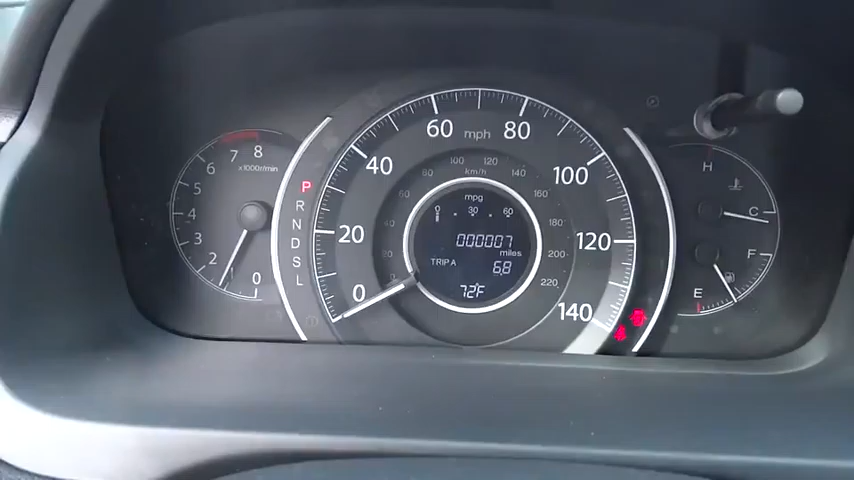 8
7
6
5
4
3
2
0
x1000r/min
P
R
N
D
S
L
0
20
40
60
mph
80
100
120
140
20
40
60
80
100
120
140
160
180
200
220
km/h
mpg
0 30 60
000007
miles
TRIP A 6.8
72°F
H
C
F
E